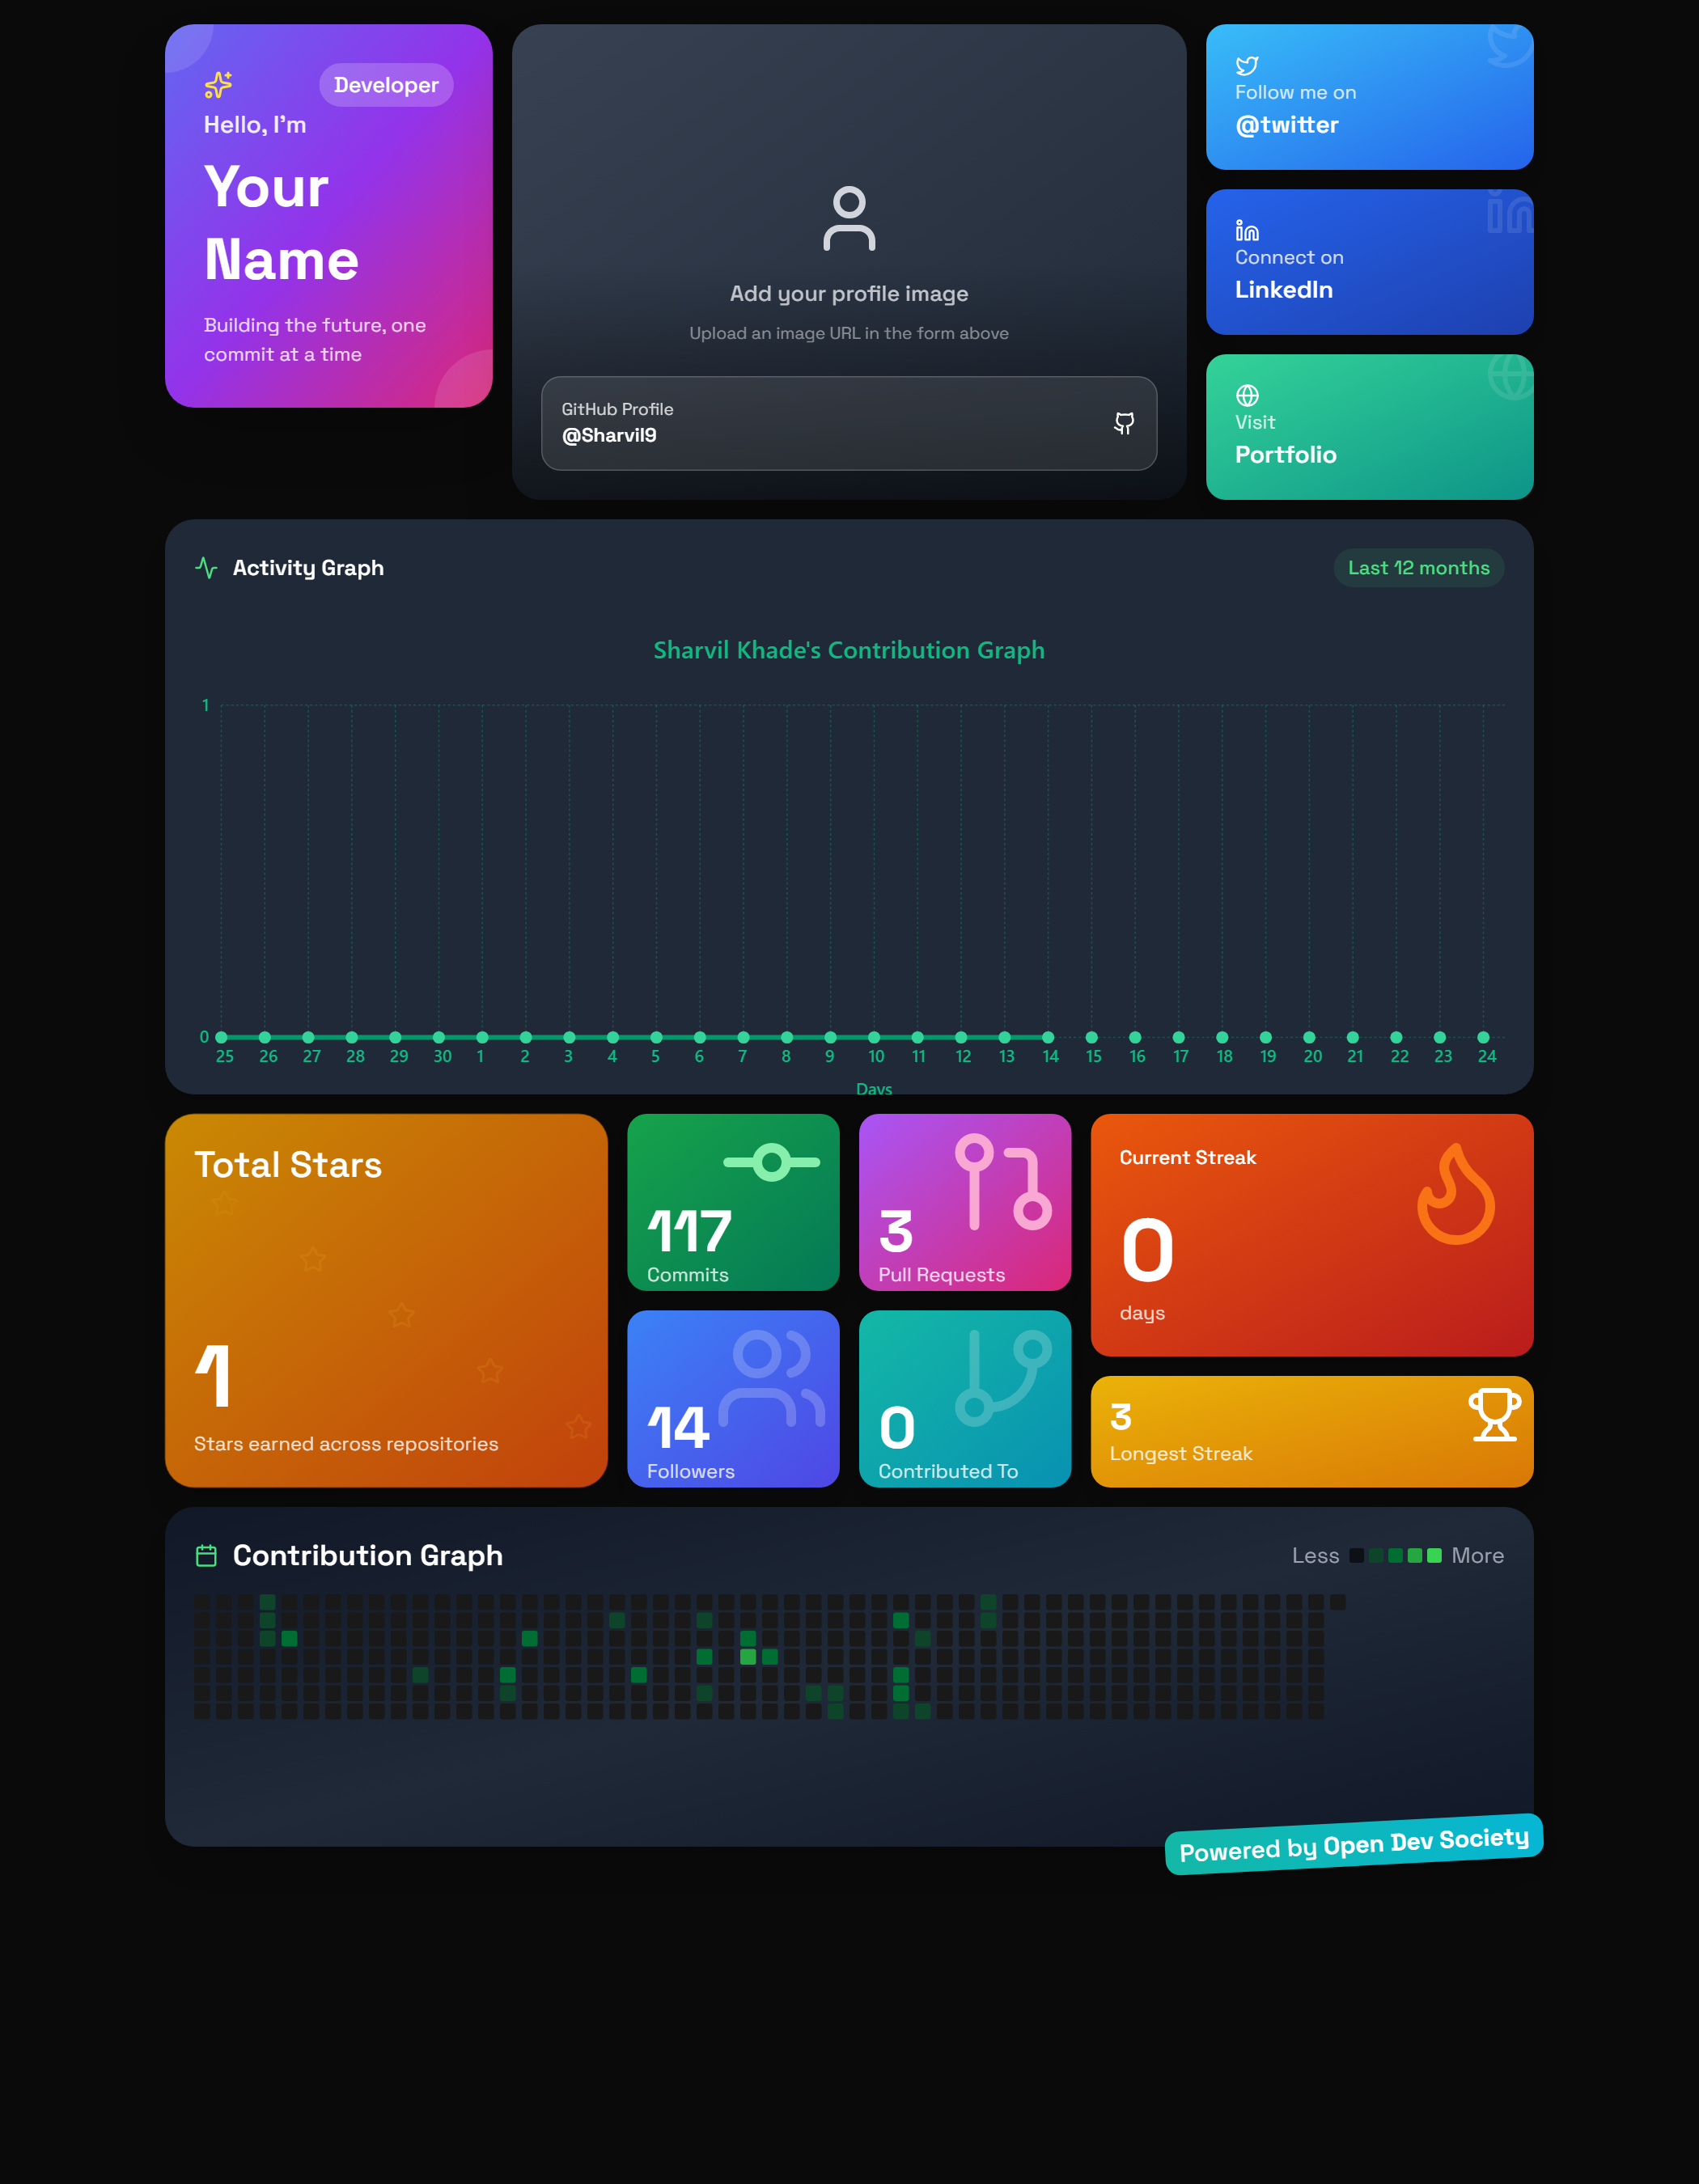 Developer
Hello, I'm
Your
Name
Building the future, one
commit at a time
Add your profile image
Upload an image URL in the form above
GitHub Profile
@Sharvil9
Follow me on
@twitter
Connect on
LinkedIn
Visit
Portfolio
Activity Graph
Last 12 months
Sharvil Khade's Contribution Graph
1
0
25 26 27 28 29 30 1 2 3 4 5 6 7 8 9 10 11 12 13 14 15 16 17 18 19 20 21 22 23 24
Days
Total Stars
1
Stars earned across repositories
117
Commits
3
Pull Requests
14
Followers
0
Contributed To
Current Streak
0
days
3
Longest Streak
Contribution Graph
Less More
Powered by Open Dev Society